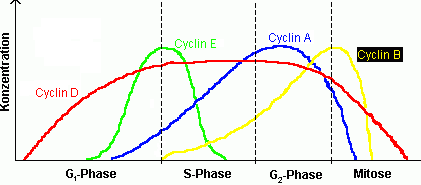 Konzentration
Cyclin D
Cyclin E
Cyclin A
Cyclin B
G₁-Phase
S-Phase
G₂-Phase
Mitose